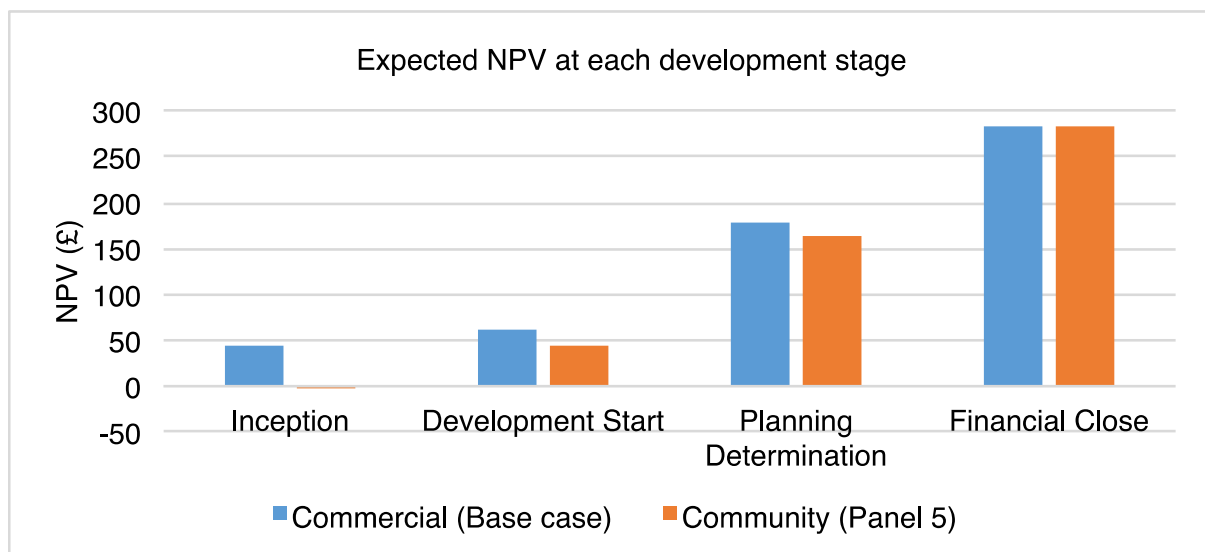 Expected NPV at each development stage
NPV (£)
300
250
200
150
100
50
0
-50
Inception
Development Start
Planning
Determination
Financial Close
Commercial (Base case)
Community (Panel 5)